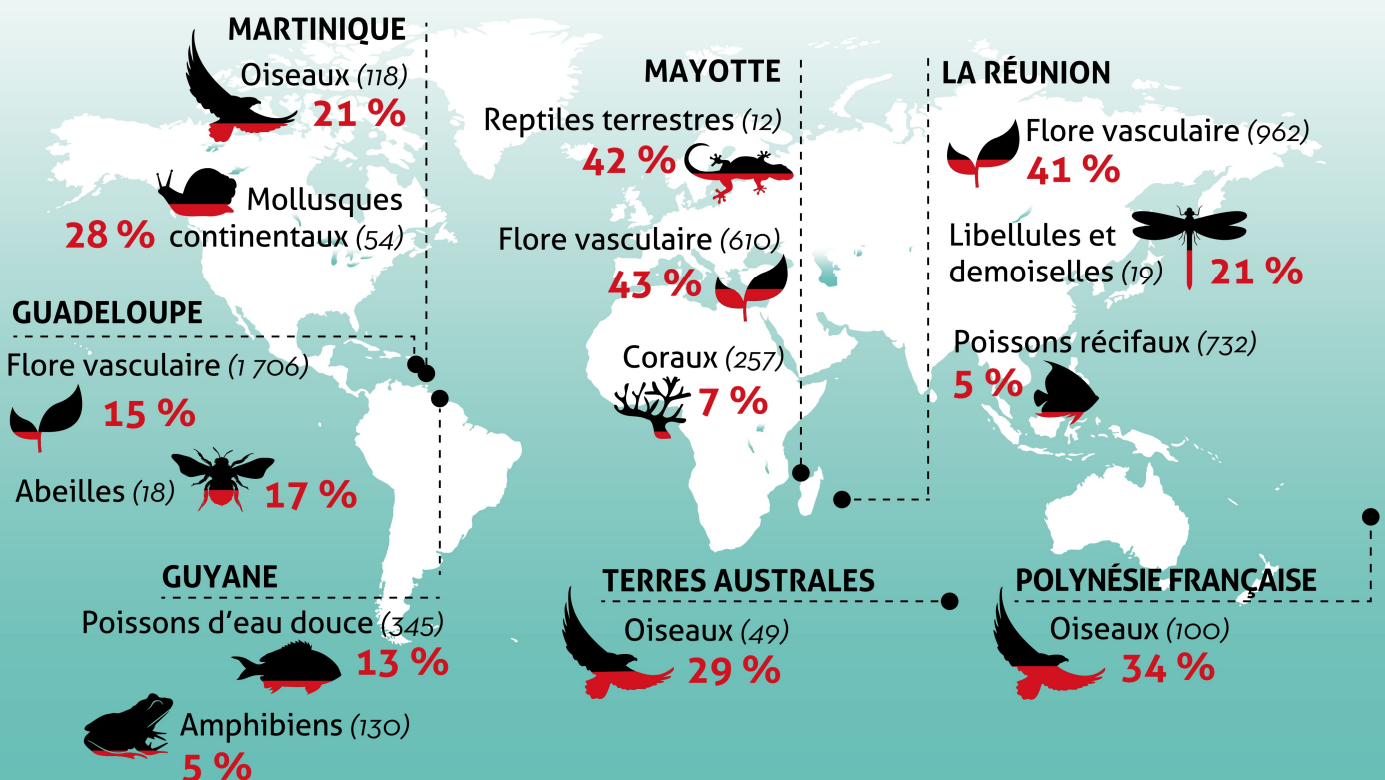 MARTINIQUE
Oiseaux (118)
21 %
Mollusques
28 % continentaux (54)
GUADELOUPE
Flore vasculaire (1 706)
15 %
Abeilles (18)
17 %
GUYANE
Poissons d’eau douce (345)
13 %
Amphibiens (130)
5 %
MAYOTTE
Reptiles terrestres (12)
42 %
Flore vasculaire (610)
43 %
Coraux (257)
7 %
LA RÉUNION
Flore vasculaire (962)
41 %
Libellules et
demoiselles (19) 21 %
Poissons récifaux (732)
5 %
TERRES AUSTRALES
Oiseaux (49)
29 %
POLYNÉSIE FRANÇAISE
Oiseaux (100)
34 %